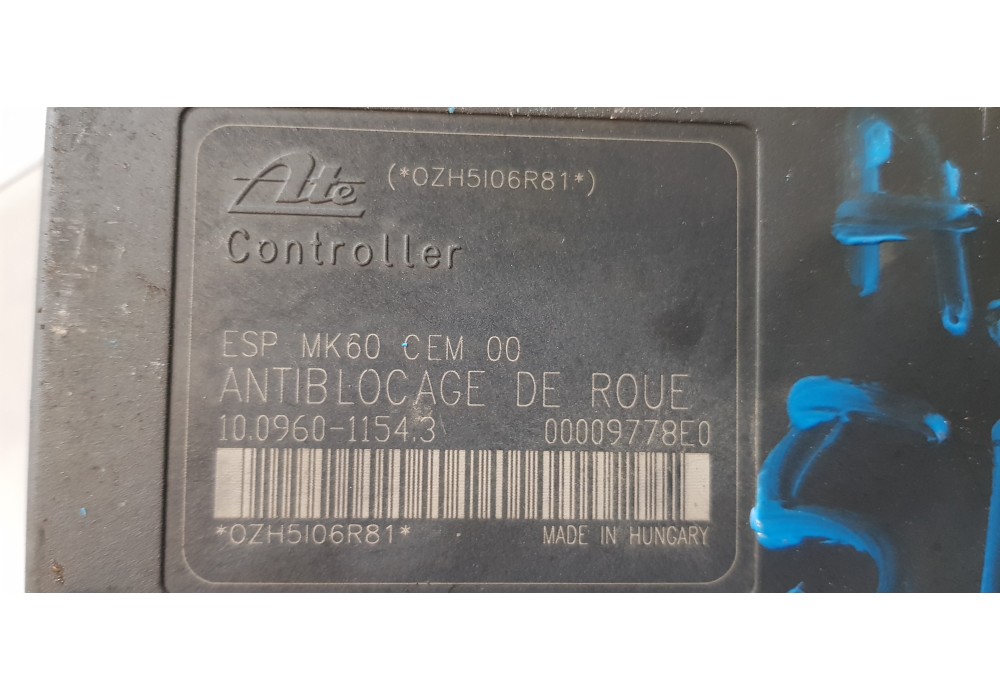 Ate (*OZH5I06R81*)
Controller
ESP MK60 CEM 00
ANTIBLOCAGE DE ROUE
10.0960-1154.3 00009778E0
*OZH5I06R81* MADE IN HUNGARY